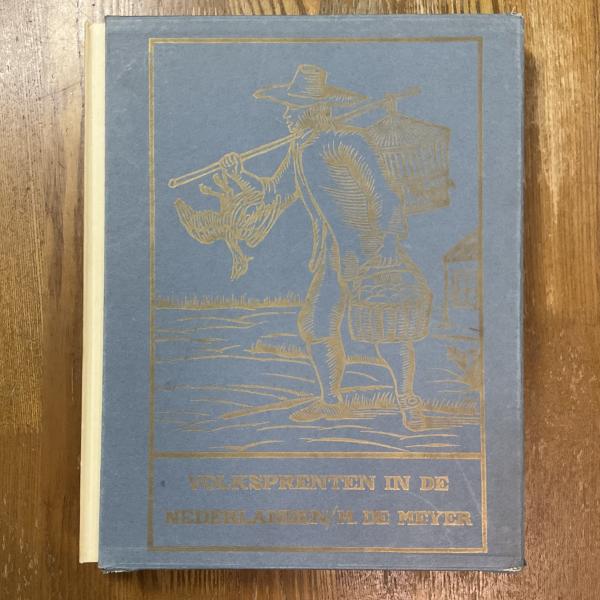 VOLKSPRENTEN IN DE
NEDERLANDEN/M. DE MEYER